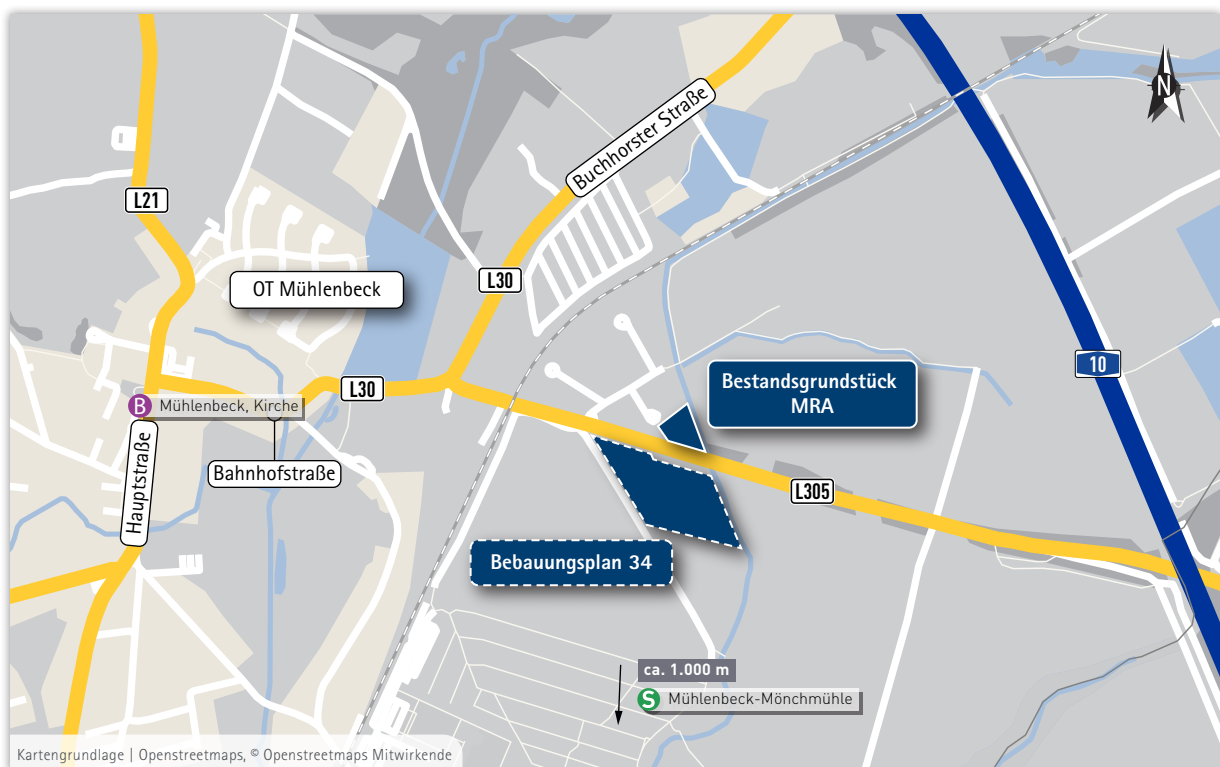 N
Buchhorster Straße
L21
OT Mühlenbeck
L30
L30
10
Bestandsgrundstück
MRA
B Mühlenbeck, Kirche
Bahnhofstraße
Hauptstraße
L305
Bebauungsplan 34
ca. 1.000 m
S Mühlenbeck-Mönchmühle
Kartengrundlage | Openstreetmaps, © Openstreetmaps Mitwirkende